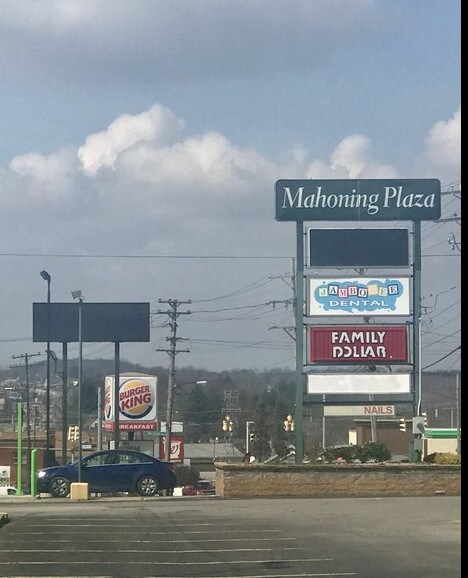 Mahoning Plaza
JAMBOREE
DENTAL
FAMILY
DOLLAR
NAILS
BURGER
KING
BREAKFAST